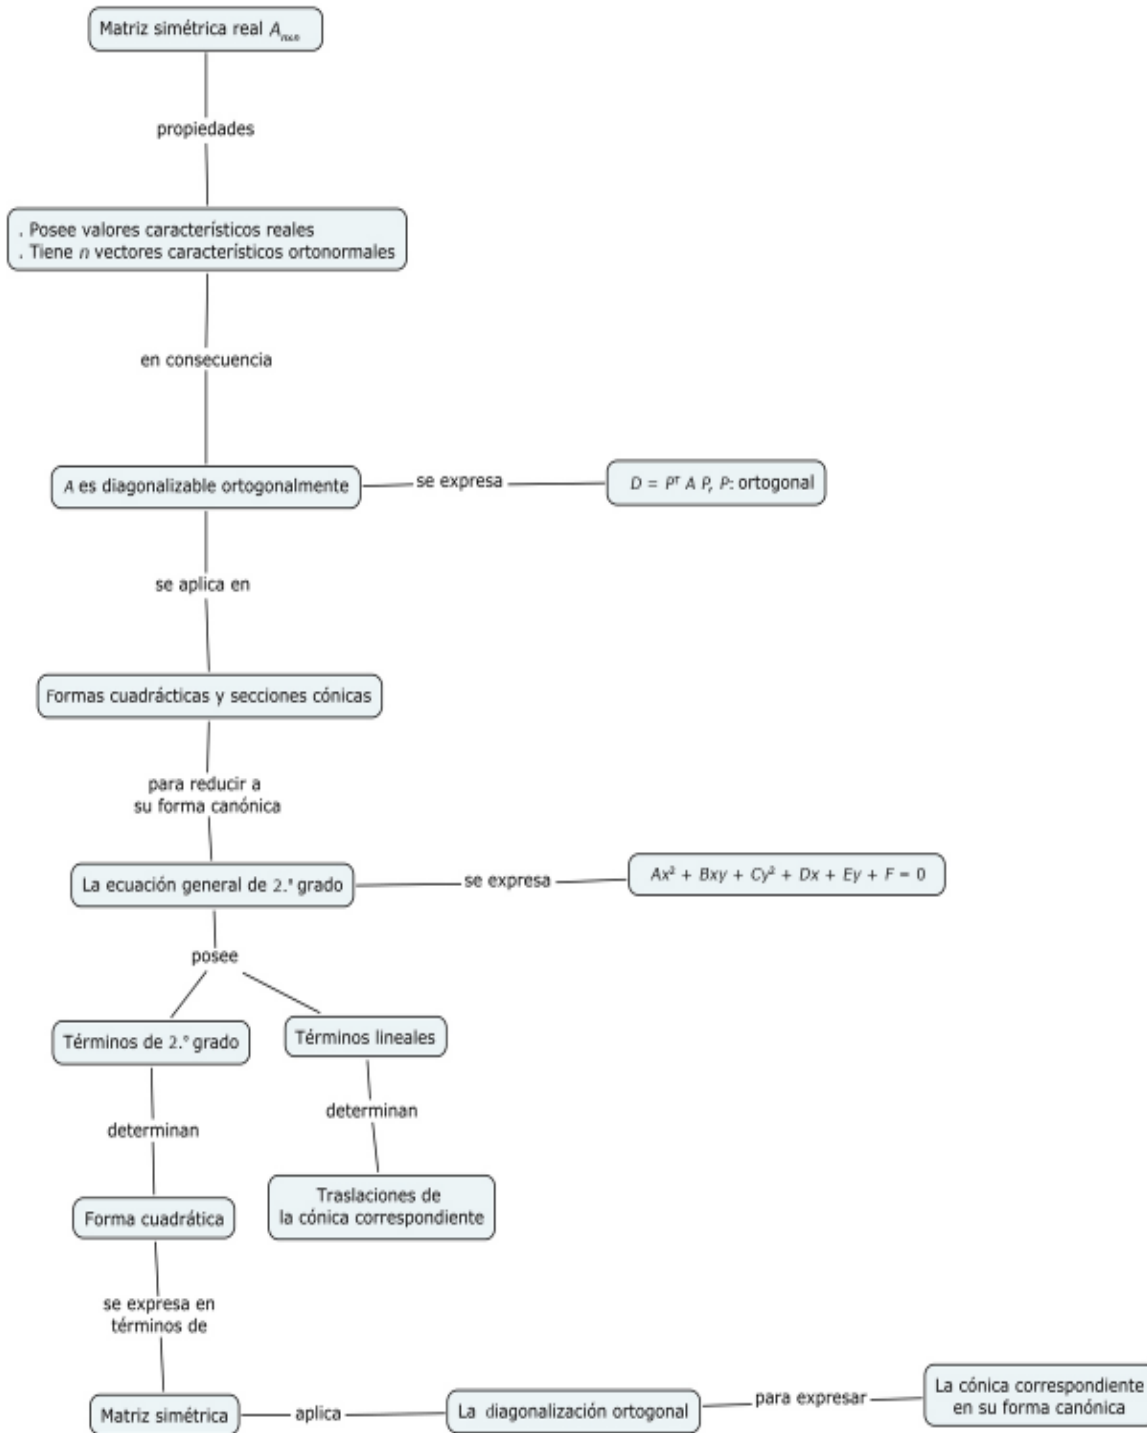 Matriz simétrica real Anxn
propiedades
. Posee valores característicos reales
. Tiene n vectores característicos ortonormales
en consecuencia
A es diagonalizable ortogonalmente
se expresa
D = Pᵀ A P, P: ortogonal
se aplica en
Formas cuadrácticas y secciones cónicas
para reducir a
su forma canónica
La ecuación general de 2.° grado
se expresa
Ax² + Bxy + Cy² + Dx + Ey + F = 0
posee
Términos de 2.° grado
Términos lineales
determinan
determinan
Forma cuadrática
Traslaciones de
la cónica correspondiente
se expresa en
términos de
Matriz simétrica
aplica
La diagonalización ortogonal
para expresar
La cónica correspondiente
en su forma canónica